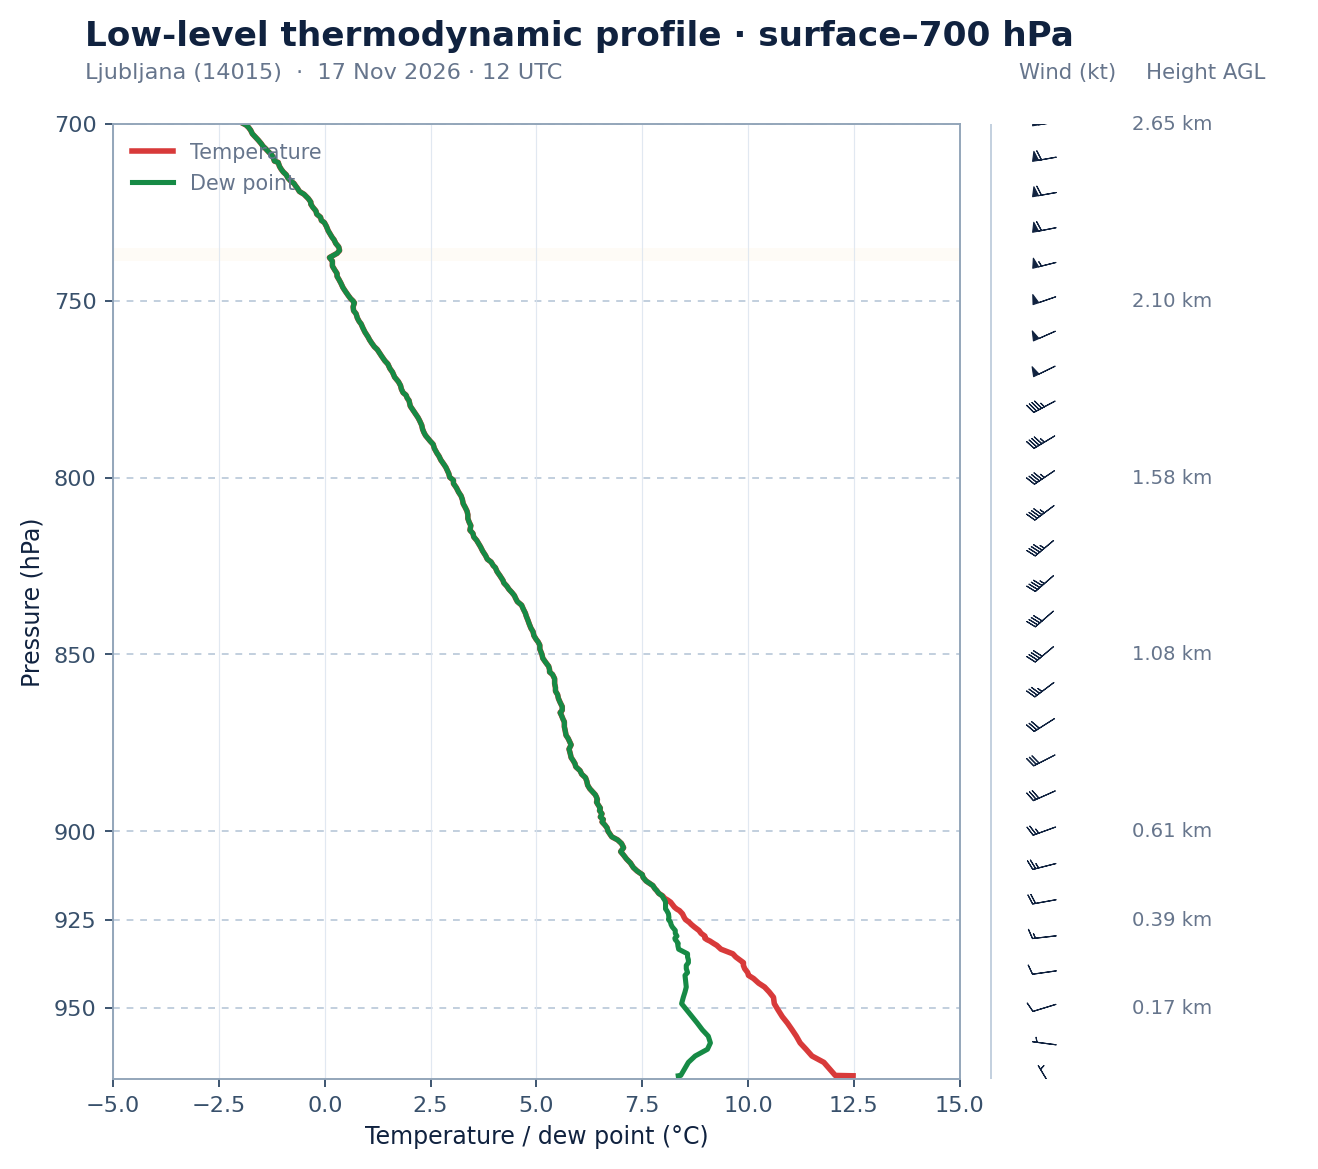 Low-level thermodynamic profile · surface–700 hPa
Ljubljana (14015)  ·  17 Nov 2026 · 12 UTC
Wind (kt)
Height AGL
Temperature
Dew point
Pressure (hPa)
700
750
800
850
900
925
950
2.65 km
2.10 km
1.58 km
1.08 km
0.61 km
0.39 km
0.17 km
−5.0
−2.5
0.0
2.5
5.0
7.5
10.0
12.5
15.0
Temperature / dew point (°C)